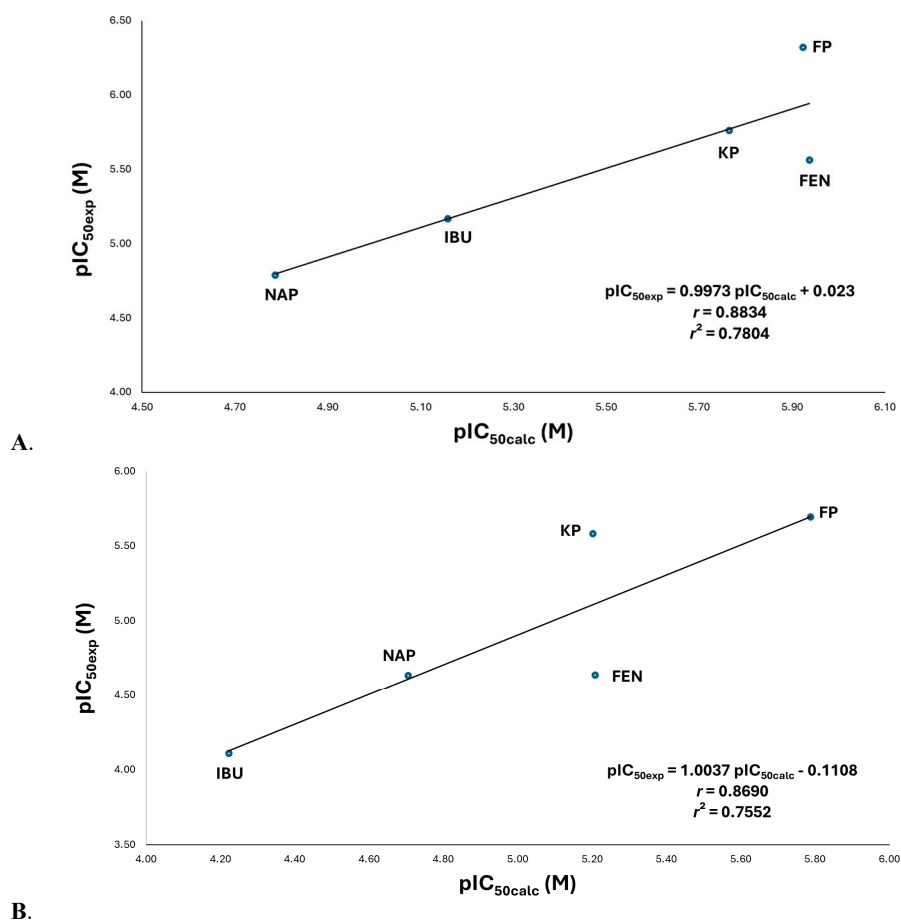 6.50
FP
6.00
KP
5.50
FEN
pIC50exp (M)
5.00
IBU
NAP
pIC50exp = 0.9973 pIC50calc + 0.023
4.50
r = 0.8834
r² = 0.7804
4.00
4.50 4.70 4.90 5.10 5.30 5.50 5.70 5.90 6.10
pIC50calc (M)
A.
6.00
FP
KP
5.50
5.00
pIC50exp (M)
NAP
FEN
4.50
4.00
IBU
pIC50exp = 1.0037 pIC50calc - 0.1108
r = 0.8690
r² = 0.7552
3.50
4.00 4.20 4.40 4.60 4.80 5.00 5.20 5.40 5.60 5.80 6.00
pIC50calc (M)
B.